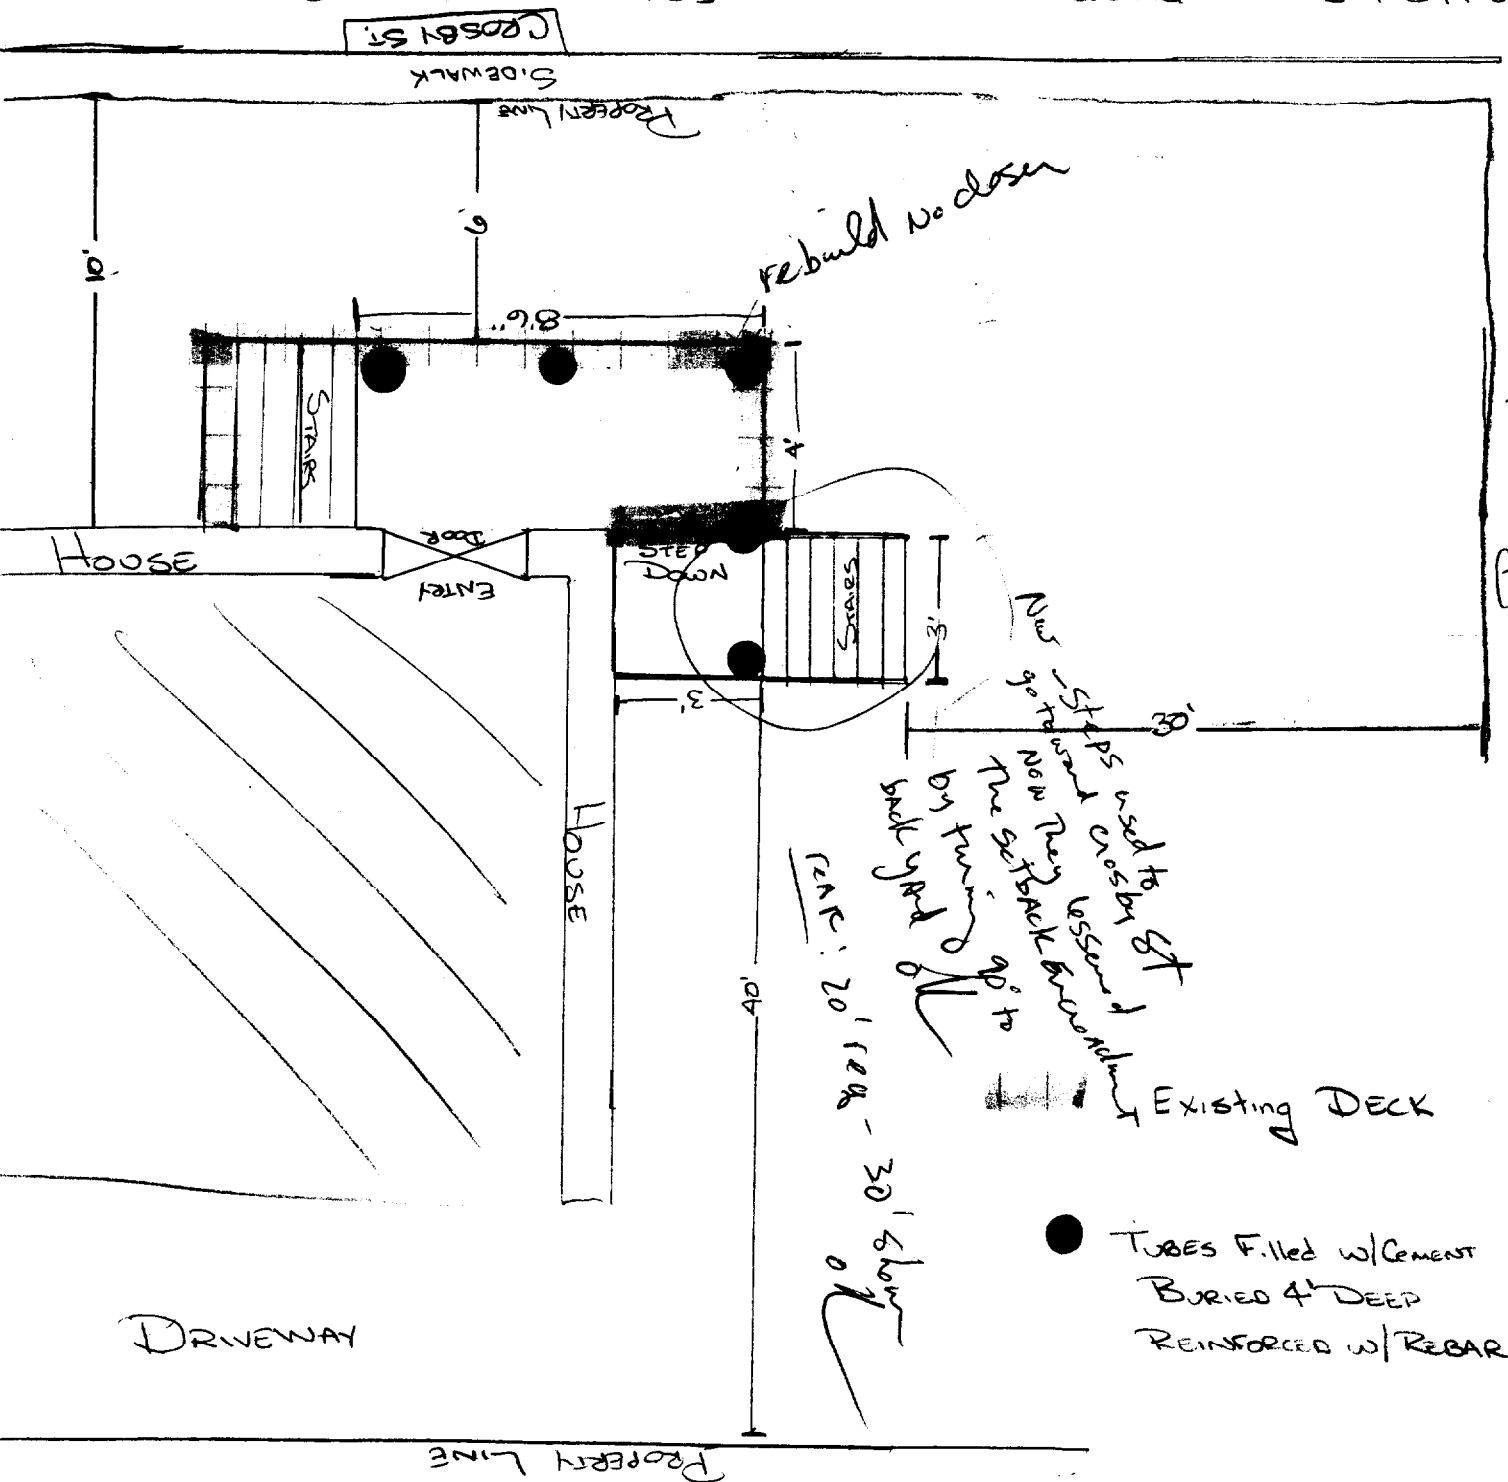 CROSBY ST.
SIDEWALK
PROPERTY LINE
rebuild No closer
10'
6'
8'6"
4'
STAIRS
HOUSE
DOOR
ENTRY
STEP
DOWN
STAIRS
3'
3'
30'
40'
HOUSE
New - Steps used to
go toward crosby St
Now They lessened
The setback Encroachment
by turning 90° to
back yard ok
rear: 20' req - 30' shown
ok
Existing DECK
TUBES Filled w/CEMENT
BURIED 4' DEEP
REINFORCED w/ REBAR
DRIVEWAY
PROPERTY LINE